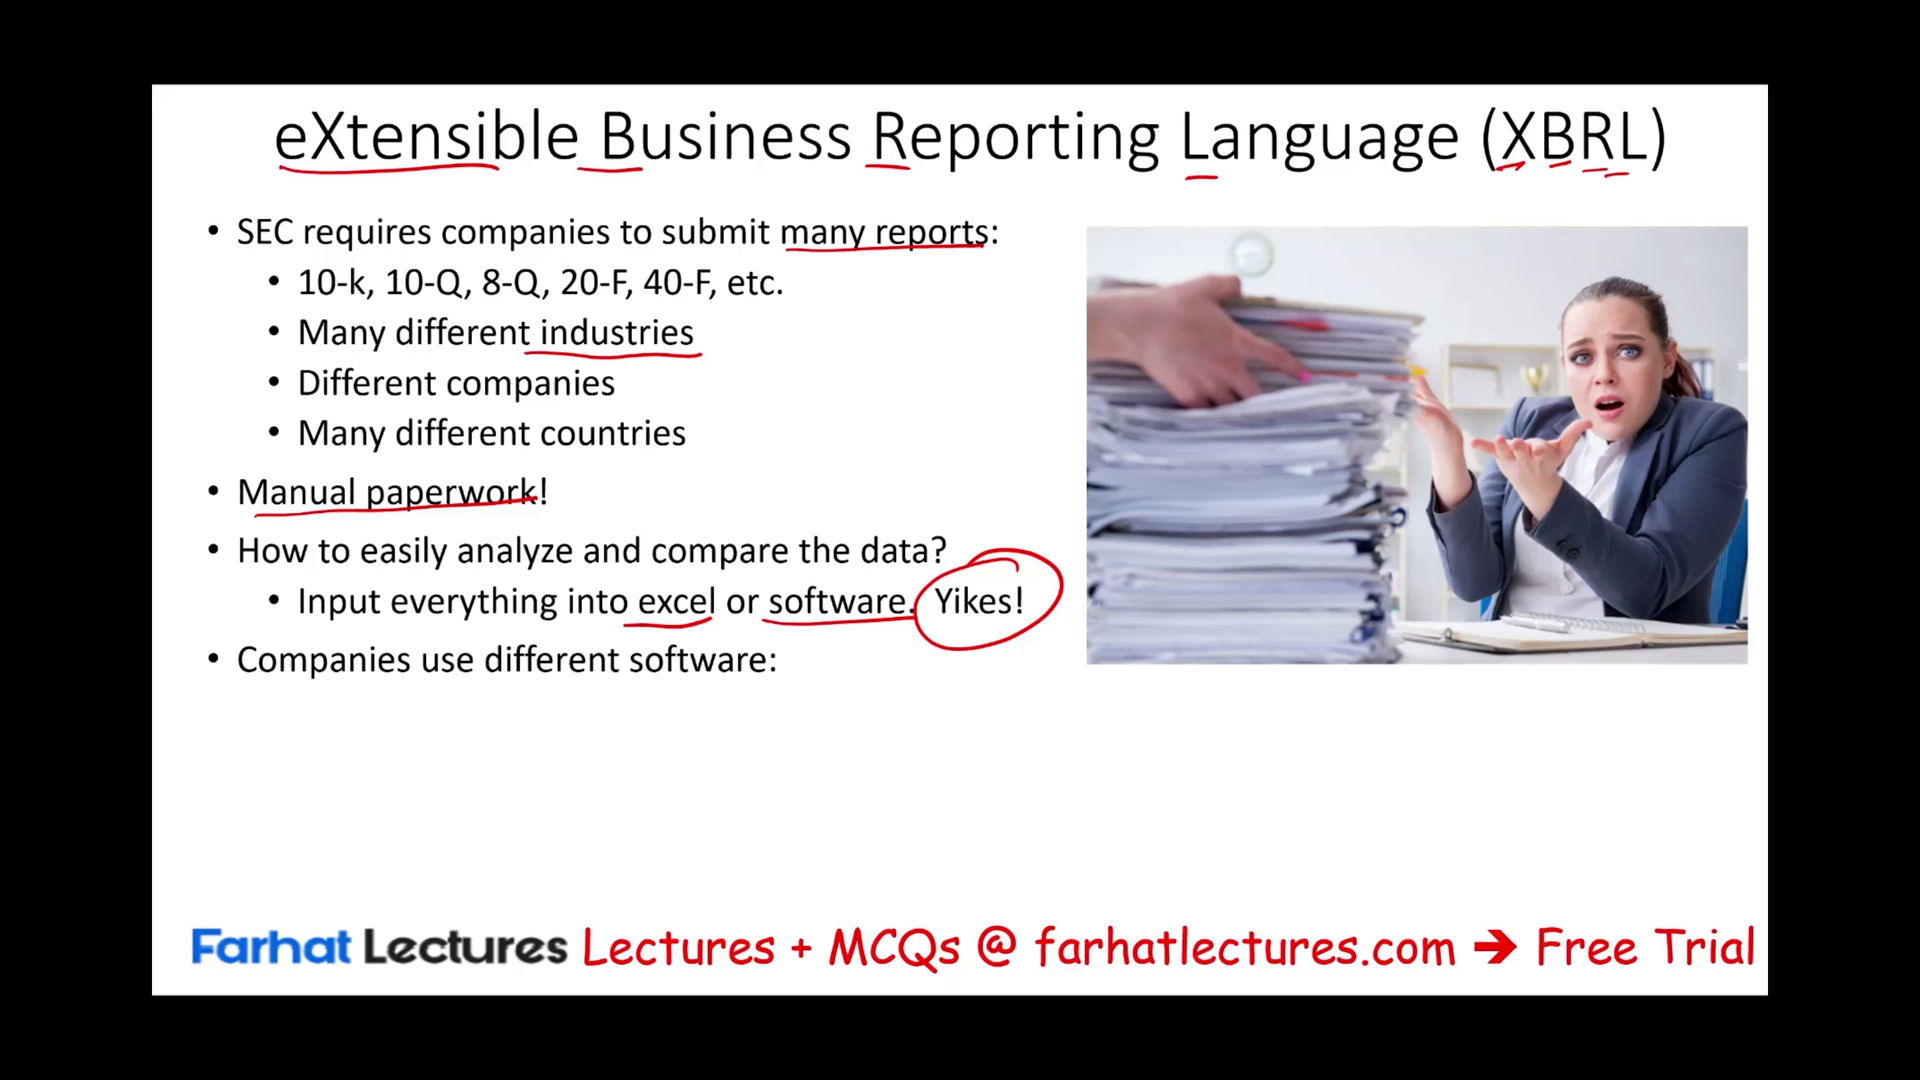 eXtensible Business Reporting Language (XBRL)
• SEC requires companies to submit many reports:
• 10-k, 10-Q, 8-Q, 20-F, 40-F, etc.
• Many different industries
• Different companies
• Many different countries
• Manual paperwork!
• How to easily analyze and compare the data?
• Input everything into excel or software. Yikes!
• Companies use different software:
Farhat Lectures Lectures + MCQs @ farhatlectures.com ➔ Free Trial